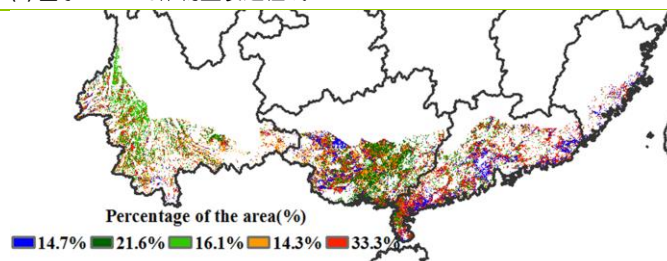 Percentage of the area(%)
14.7% 21.6% 16.1% 14.3% 33.3%